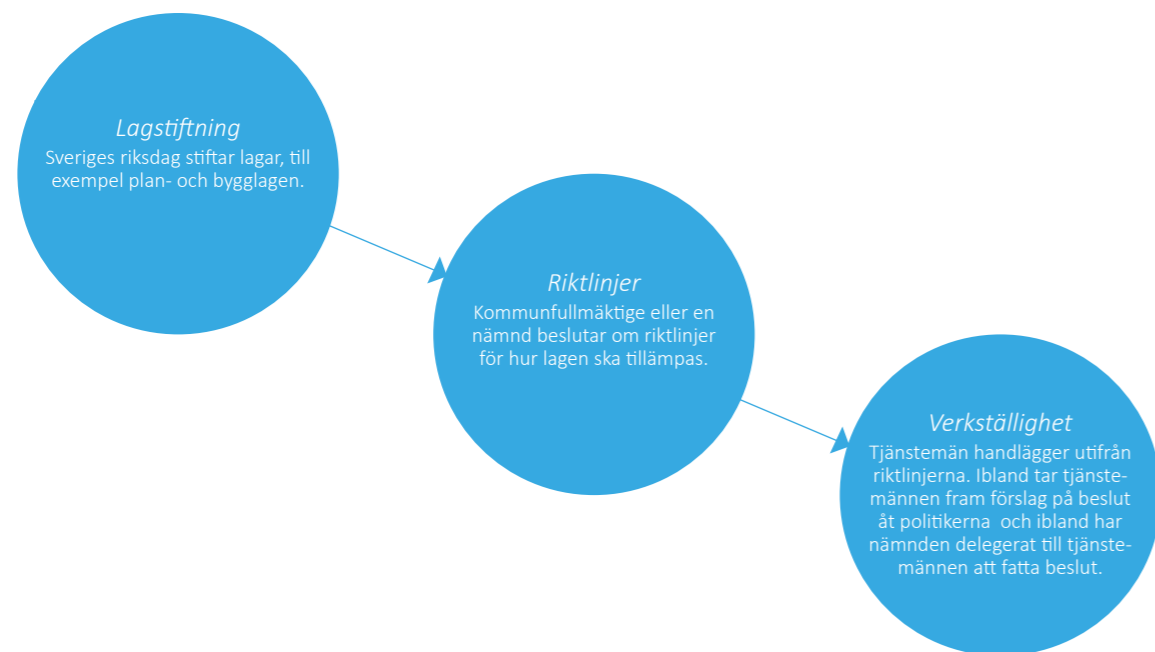 Lagstiftning
Sveriges riksdag stiftar lagar, till
exempel plan- och bygglagen.
Riktlinjer
Kommunfullmäktige eller en
nämnd beslutar om riktlinjer
för hur lagen ska tillämpas.
Verkställighet
Tjänstemän handlägger utifrån
riktlinjerna. Ibland tar tjänste-
männen fram förslag på beslut
åt politikerna  och ibland har
nämnden delegerat till tjänste-
männen att fatta beslut.